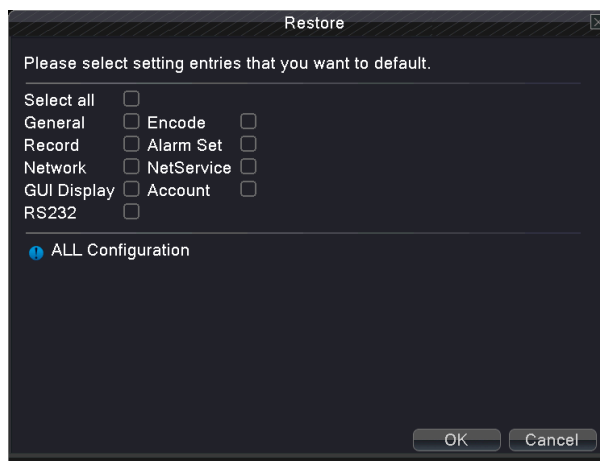 Restore
Please select setting entries that you want to default.
Select all
General Encode
Record Alarm Set
Network NetService
GUI Display Account
RS232
ALL Configuration
OK Cancel